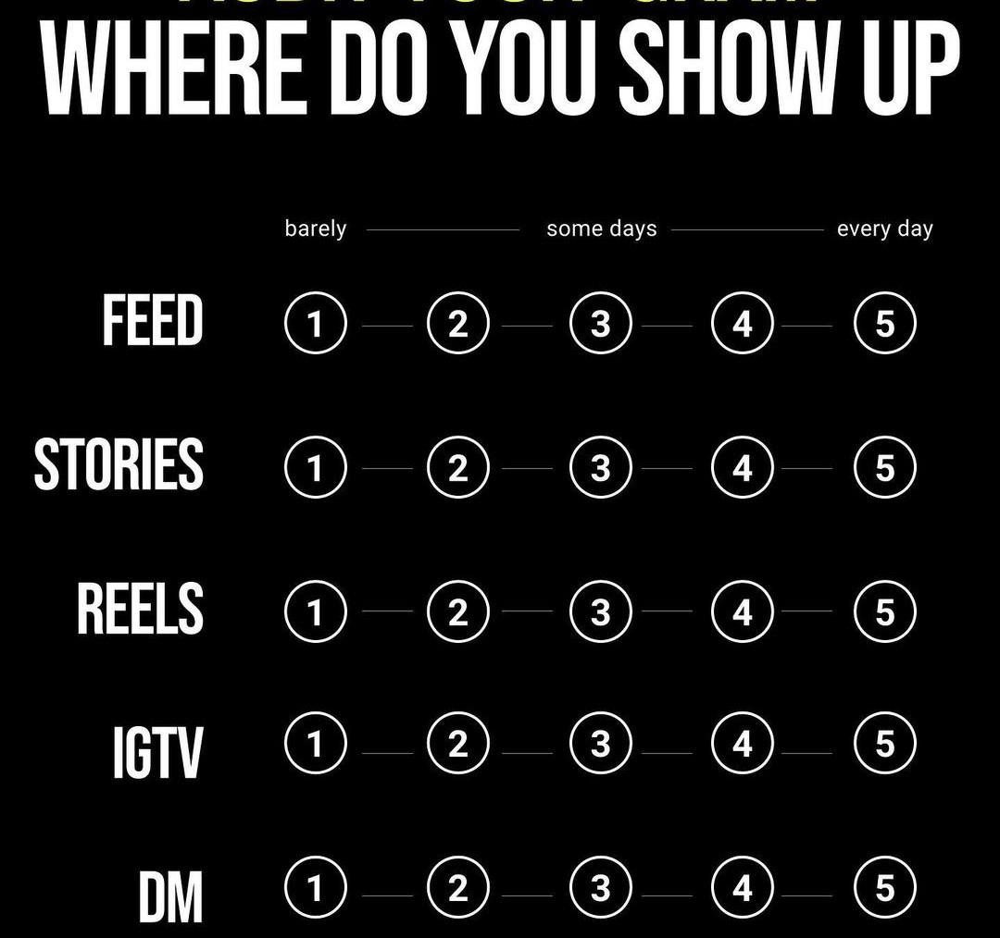 WHERE DO YOU SHOW UP
barely some days every day
FEED 1 2 3 4 5
STORIES 1 2 3 4 5
REELS 1 2 3 4 5
IGTV 1 2 3 4 5
DM 1 2 3 4 5